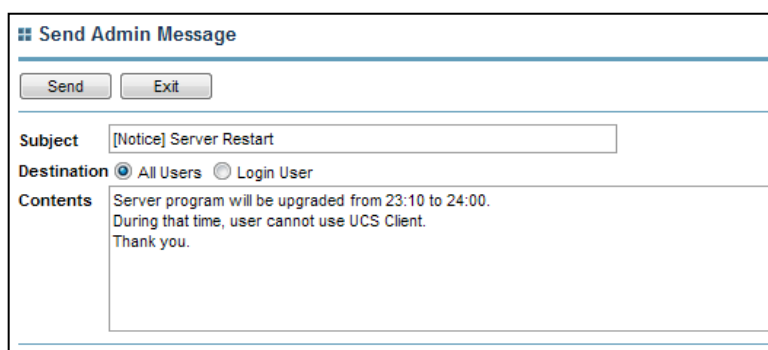 Send Admin Message
Send Exit
Subject [Notice] Server Restart
Destination All Users Login User
Contents Server program will be upgraded from 23:10 to 24:00.
During that time, user cannot use UCS Client.
Thank you.